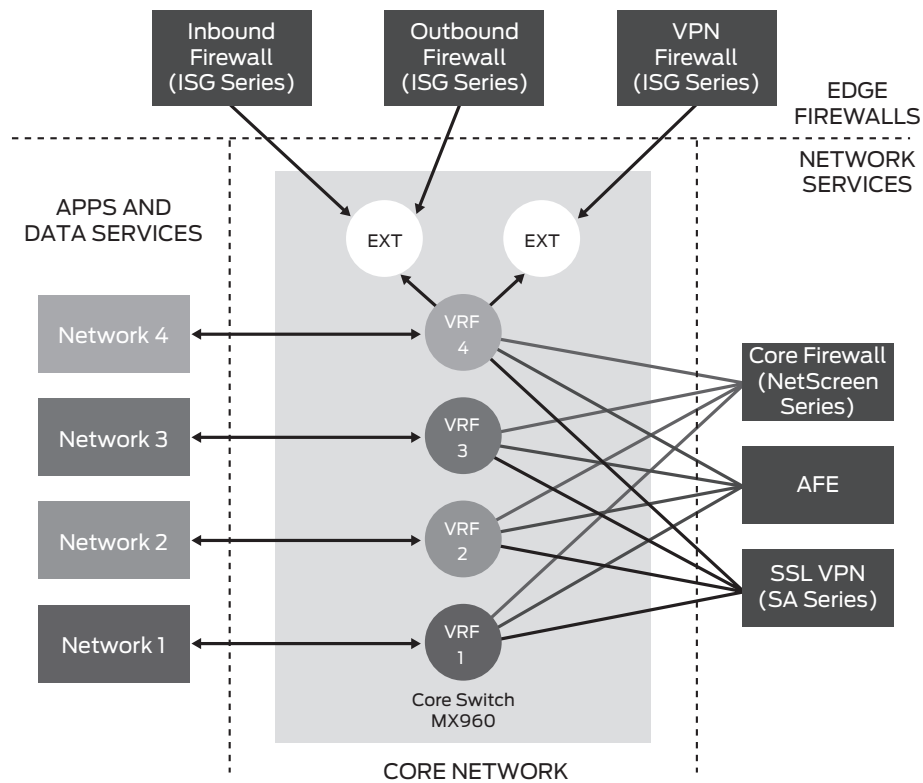 Inbound
Firewall
(ISG Series)
Outbound
Firewall
(ISG Series)
VPN
Firewall
(ISG Series)
EDGE
FIREWALLS
NETWORK
SERVICES
APPS AND
DATA SERVICES
EXT
EXT
Network 4
VRF
4
Core Firewall
(NetScreen
Series)
Network 3
VRF
3
AFE
Network 2
VRF
2
SSL VPN
(SA Series)
Network 1
VRF
1
Core Switch
MX960
CORE NETWORK